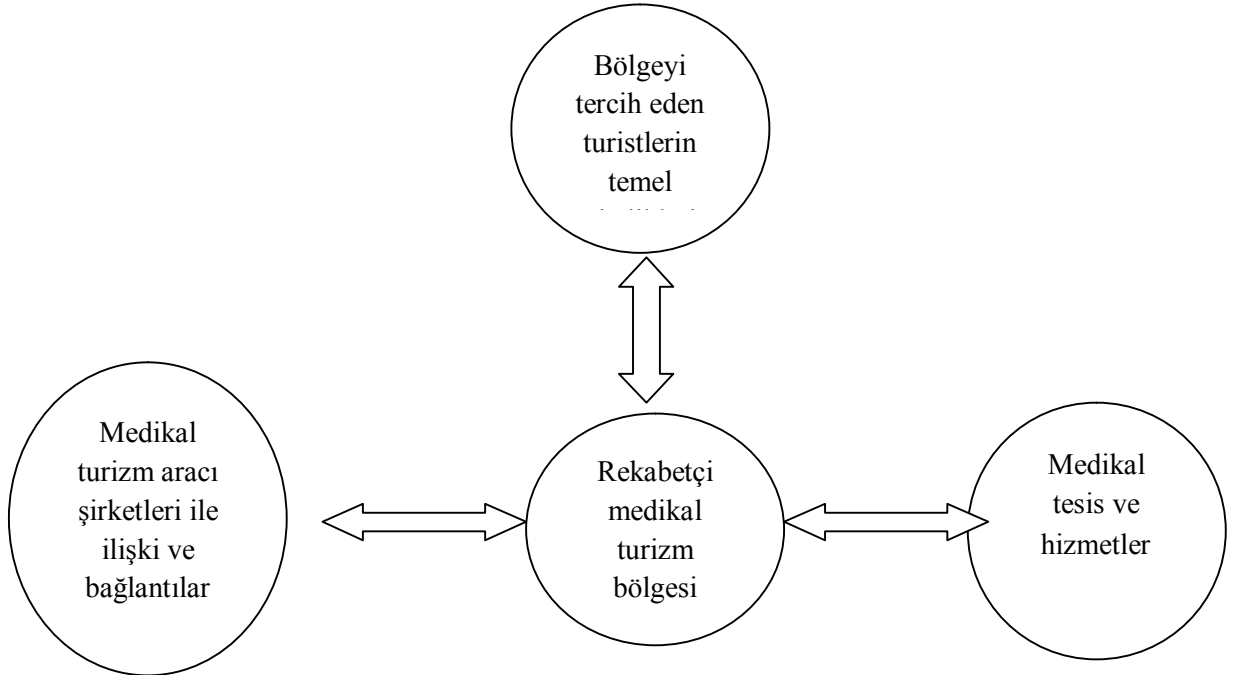 Bölgeyi
tercih eden
turistlerin
temel
Medikal
turizm aracı
şirketleri ile
ilişki ve
bağlantılar
Rekabetçi
medikal
turizm
bölgesi
Medikal
tesis ve
hizmetler